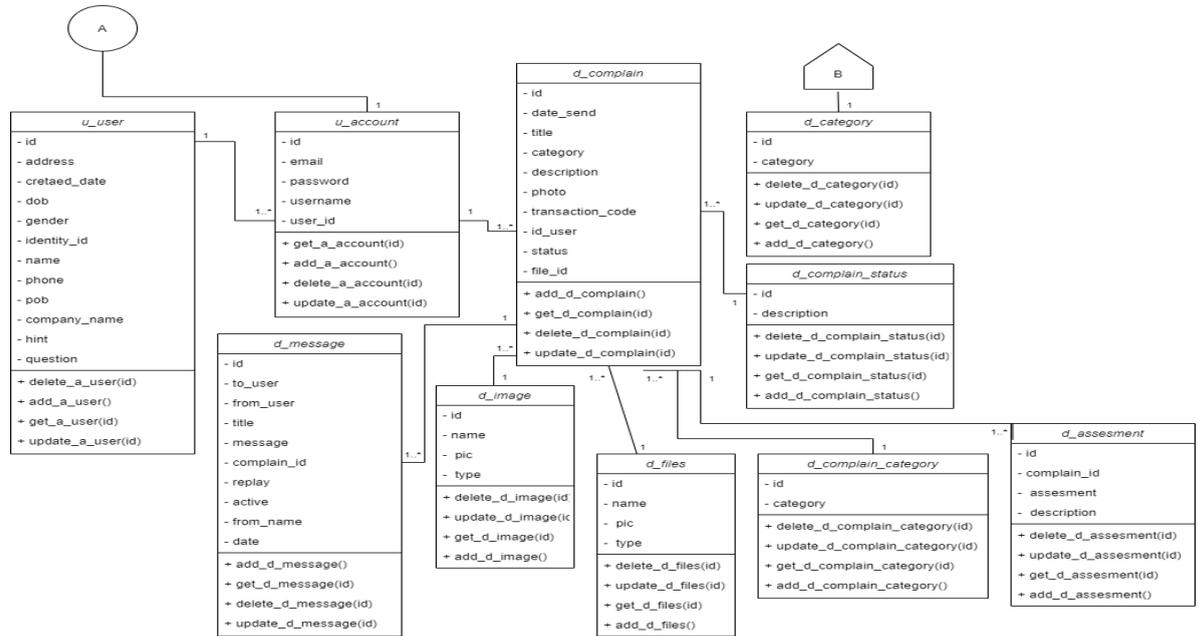 A
1
u_user
- id
- address
- cretaed_date
- dob
- gender
- identity_id
- name
- phone
- pob
- company_name
- hint
- question
+ delete_a_user(id)
+ add_a_user()
+ get_a_user(id)
+ update_a_user(id)
1
1..*
u_account
- id
- email
- password
- username
- user_id
+ get_a_account(id)
+ add_a_account()
+ delete_a_account(id)
+ update_a_account(id)
1
1..*
d_complain
- id
- date_send
- title
- category
- description
- photo
- transaction_code
- id_user
- status
- file_id
+ add_d_complain()
+ get_d_complain(id)
+ delete_d_complain(id)
+ update_d_complain(id)
B
1
d_category
- id
- category
+ delete_d_category(id)
+ update_d_category(id)
+ get_d_category(id)
+ add_d_category()
1..*
1
d_complain_status
- id
- description
+ delete_d_complain_status(id)
+ update_d_complain_status(id)
+ get_d_complain_status(id)
+ add_d_complain_status()
1
1..*
d_message
- id
- to_user
- from_user
- title
- message
- complain_id
- replay
- active
- from_name
- date
+ add_d_message()
+ get_d_message(id)
+ delete_d_message(id)
+ update_d_message(id)
1..*
1
d_image
- id
- name
- pic
- type
+ delete_d_image(id
+ update_d_image(ic
+ get_d_image(id)
+ add_d_image()
1..*
1
d_files
- id
- name
- pic
- type
+ delete_d_files(id)
+ update_d_files(id)
+ get_d_files(id)
+ add_d_files()
1..*
1
d_complain_category
- id
- category
+ delete_d_complain_category(id)
+ update_d_complain_category(id)
+ get_d_complain_category(id)
+ add_d_complain_category()
1
1..*
d_assesment
- id
- complain_id
- assesment
- description
+ delete_d_assesment(id)
+ update_d_assesment(id)
+ get_d_assesment(id)
+ add_d_assesment()